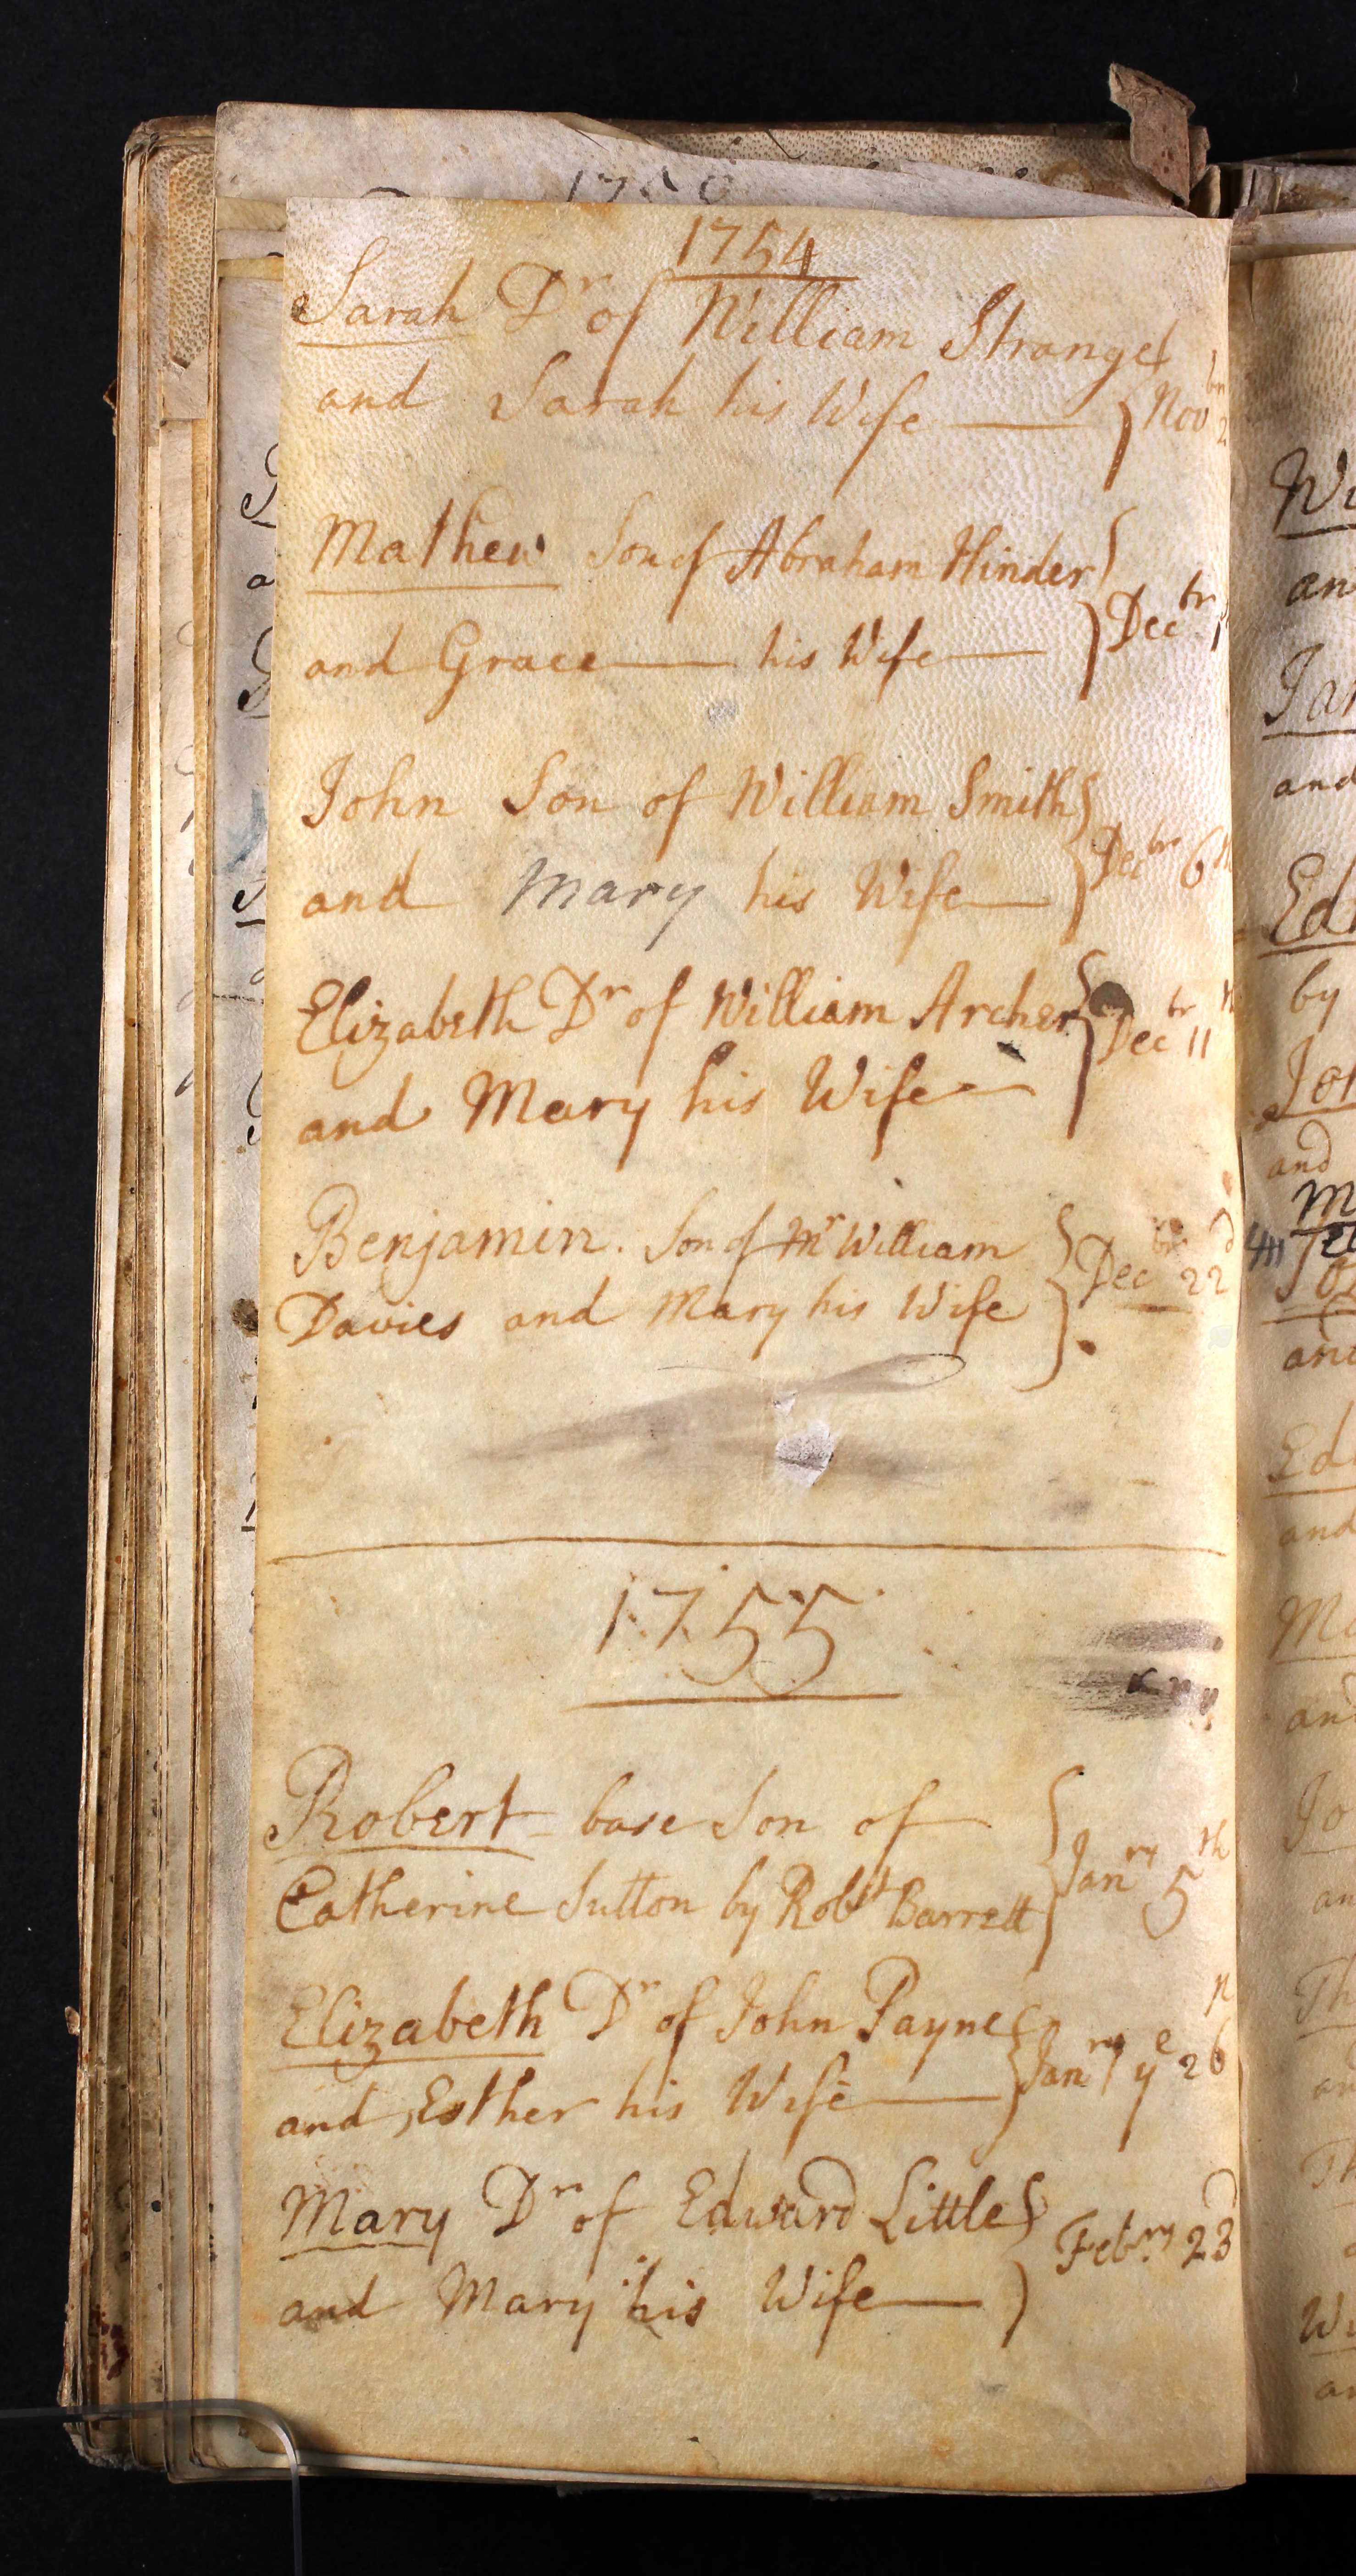 1754
Sarah Dr of William Strange
and Sarah his Wife — Novbr 2
Mathew Son of Abraham Hinder
and Grace — his Wife — Decbr 1
John Son of William Smith
and Mary his Wife — Decbr 6th
Elizabeth Dr of William Archer
and Mary his Wife — Decbr 11th
Benjamin. Son of Mr William
Davies and Mary his Wife Decbr 22d
1755
Robert base Son of
Catherine Sutton by Robt Barrett Janry 5th
Elizabeth Dr of John Payne
and Esther his Wife — Janry ye 26th
Mary Dr of Edward Little
and Mary his Wife — Febry 23d